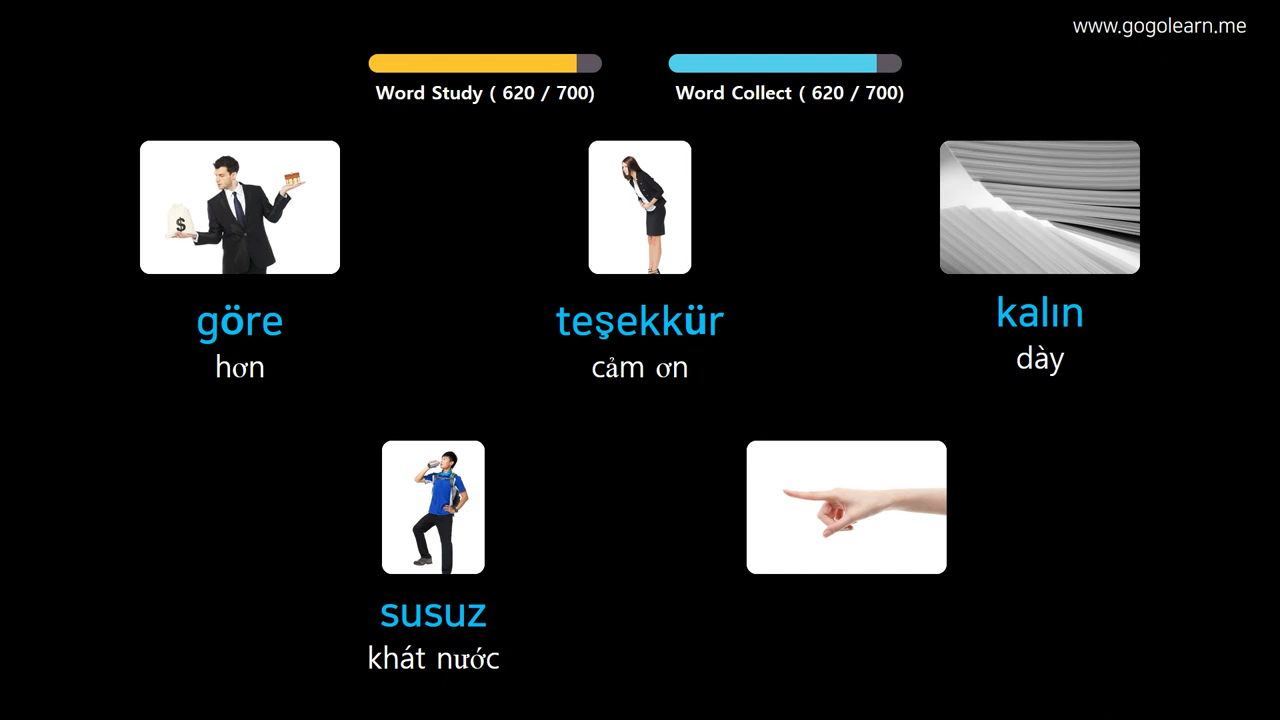 www.gogolearn.me
Word Study ( 620 / 700)
Word Collect ( 620 / 700)
$
göre
hơn
teşekkür
cảm ơn
kalın
dày
susuz
khát nước